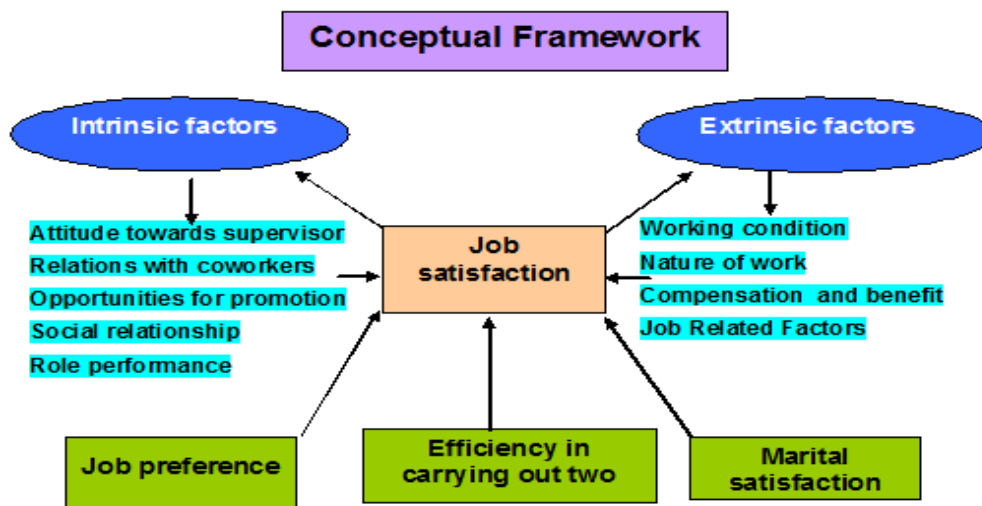 Conceptual Framework
Intrinsic factors
Extrinsic factors
Attitude towards supervisor
Relations with coworkers
Opportunities for promotion
Social relationship
Role performance
Job
satisfaction
Working condition
Nature of work
Compensation and benefit
Job Related Factors
Job preference
Efficiency in
carrying out two
Marital
satisfaction